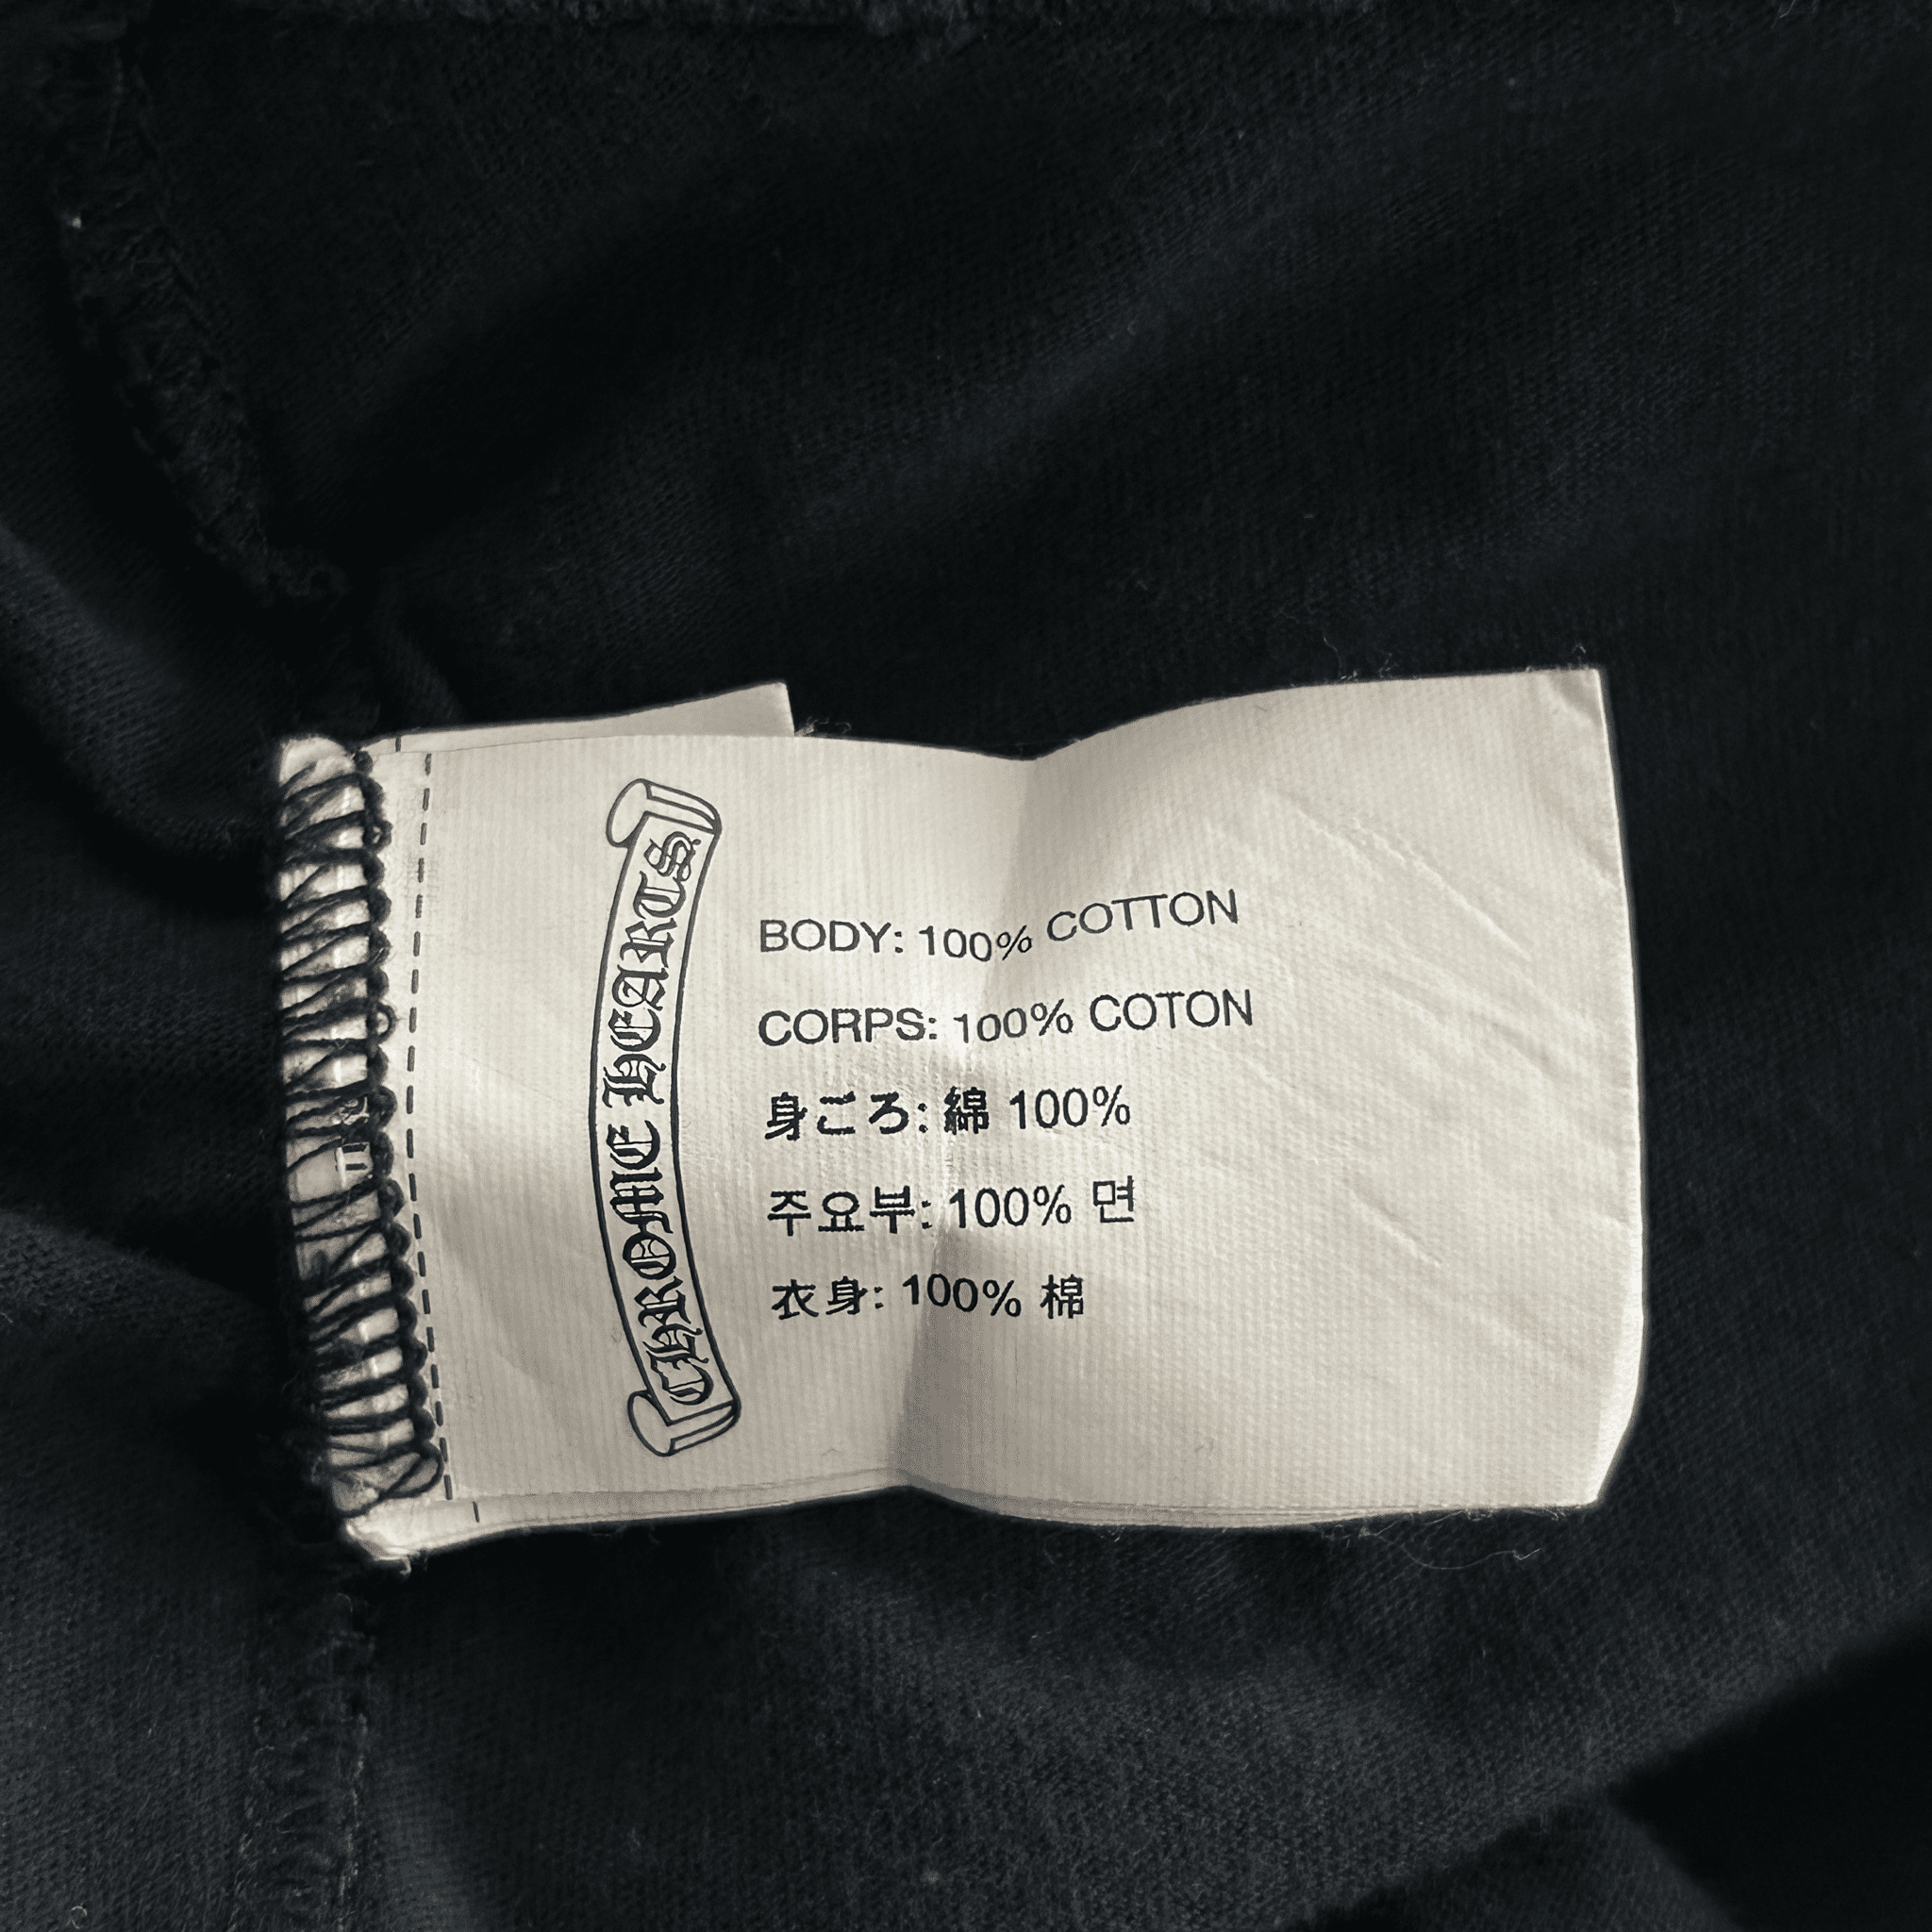 CHROME HEARTS
BODY: 100% COTTON
CORPS: 100% COTON
身ごろ: 綿 100%
주요부: 100% 면
衣身: 100% 棉